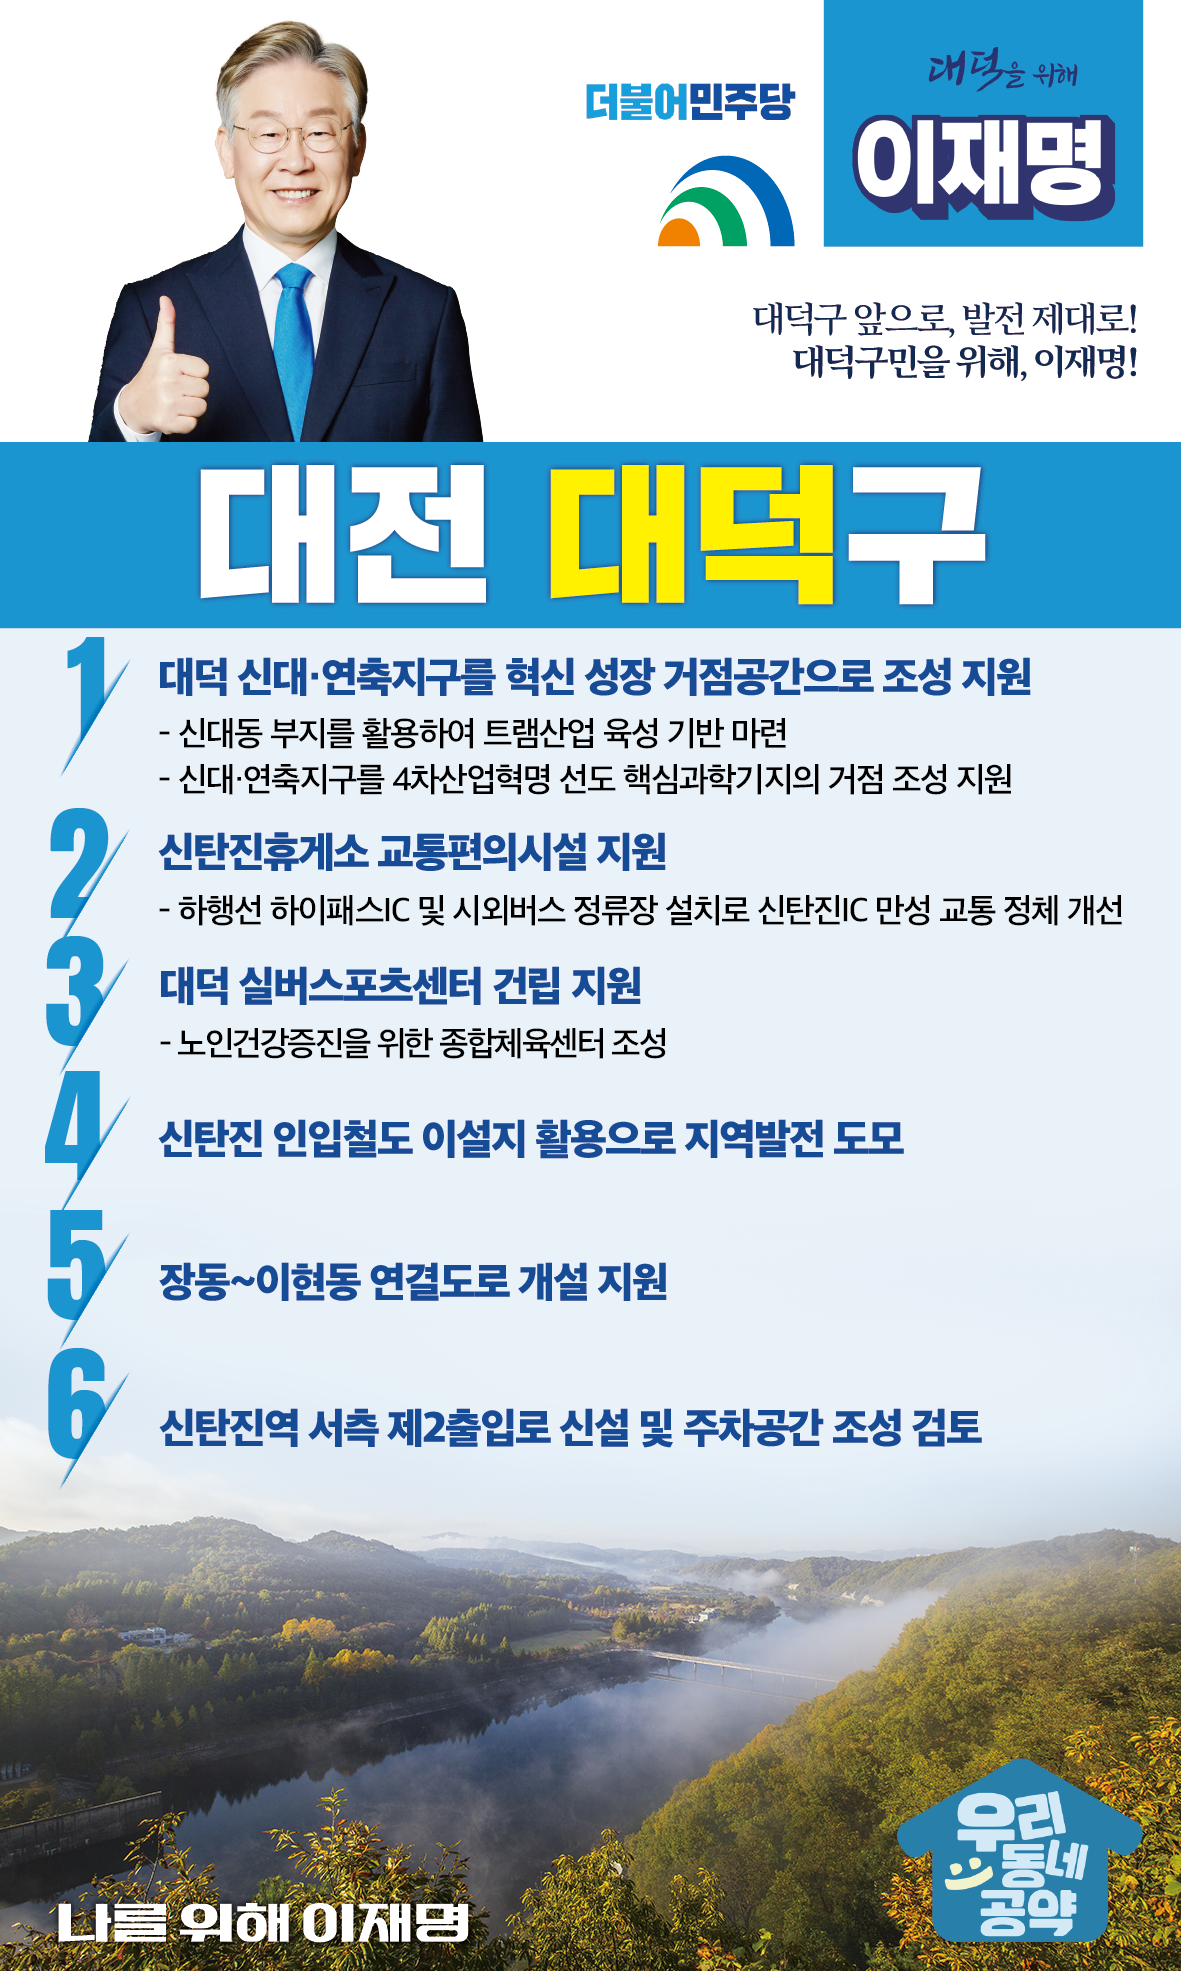 더불어민주당
대덕을 위해
이재명
대덕구 앞으로, 발전 제대로!
대덕구민을 위해, 이재명!
대전 대덕구
1
대덕 신대·연축지구를 혁신 성장 거점공간으로 조성 지원
- 신대동 부지를 활용하여 트램산업 육성 기반 마련
- 신대·연축지구를 4차산업혁명 선도 핵심과학기지의 거점 조성 지원
2
신탄진휴게소 교통편의시설 지원
- 하행선 하이패스IC 및 시외버스 정류장 설치로 신탄진IC 만성 교통 정체 개선
3
대덕 실버스포츠센터 건립 지원
- 노인건강증진을 위한 종합체육센터 조성
4
신탄진 인입철도 이설지 활용으로 지역발전 도모
5
장동~이현동 연결도로 개설 지원
6
신탄진역 서측 제2출입로 신설 및 주차공간 조성 검토
나를 위해 이재명
우리
동네
공약